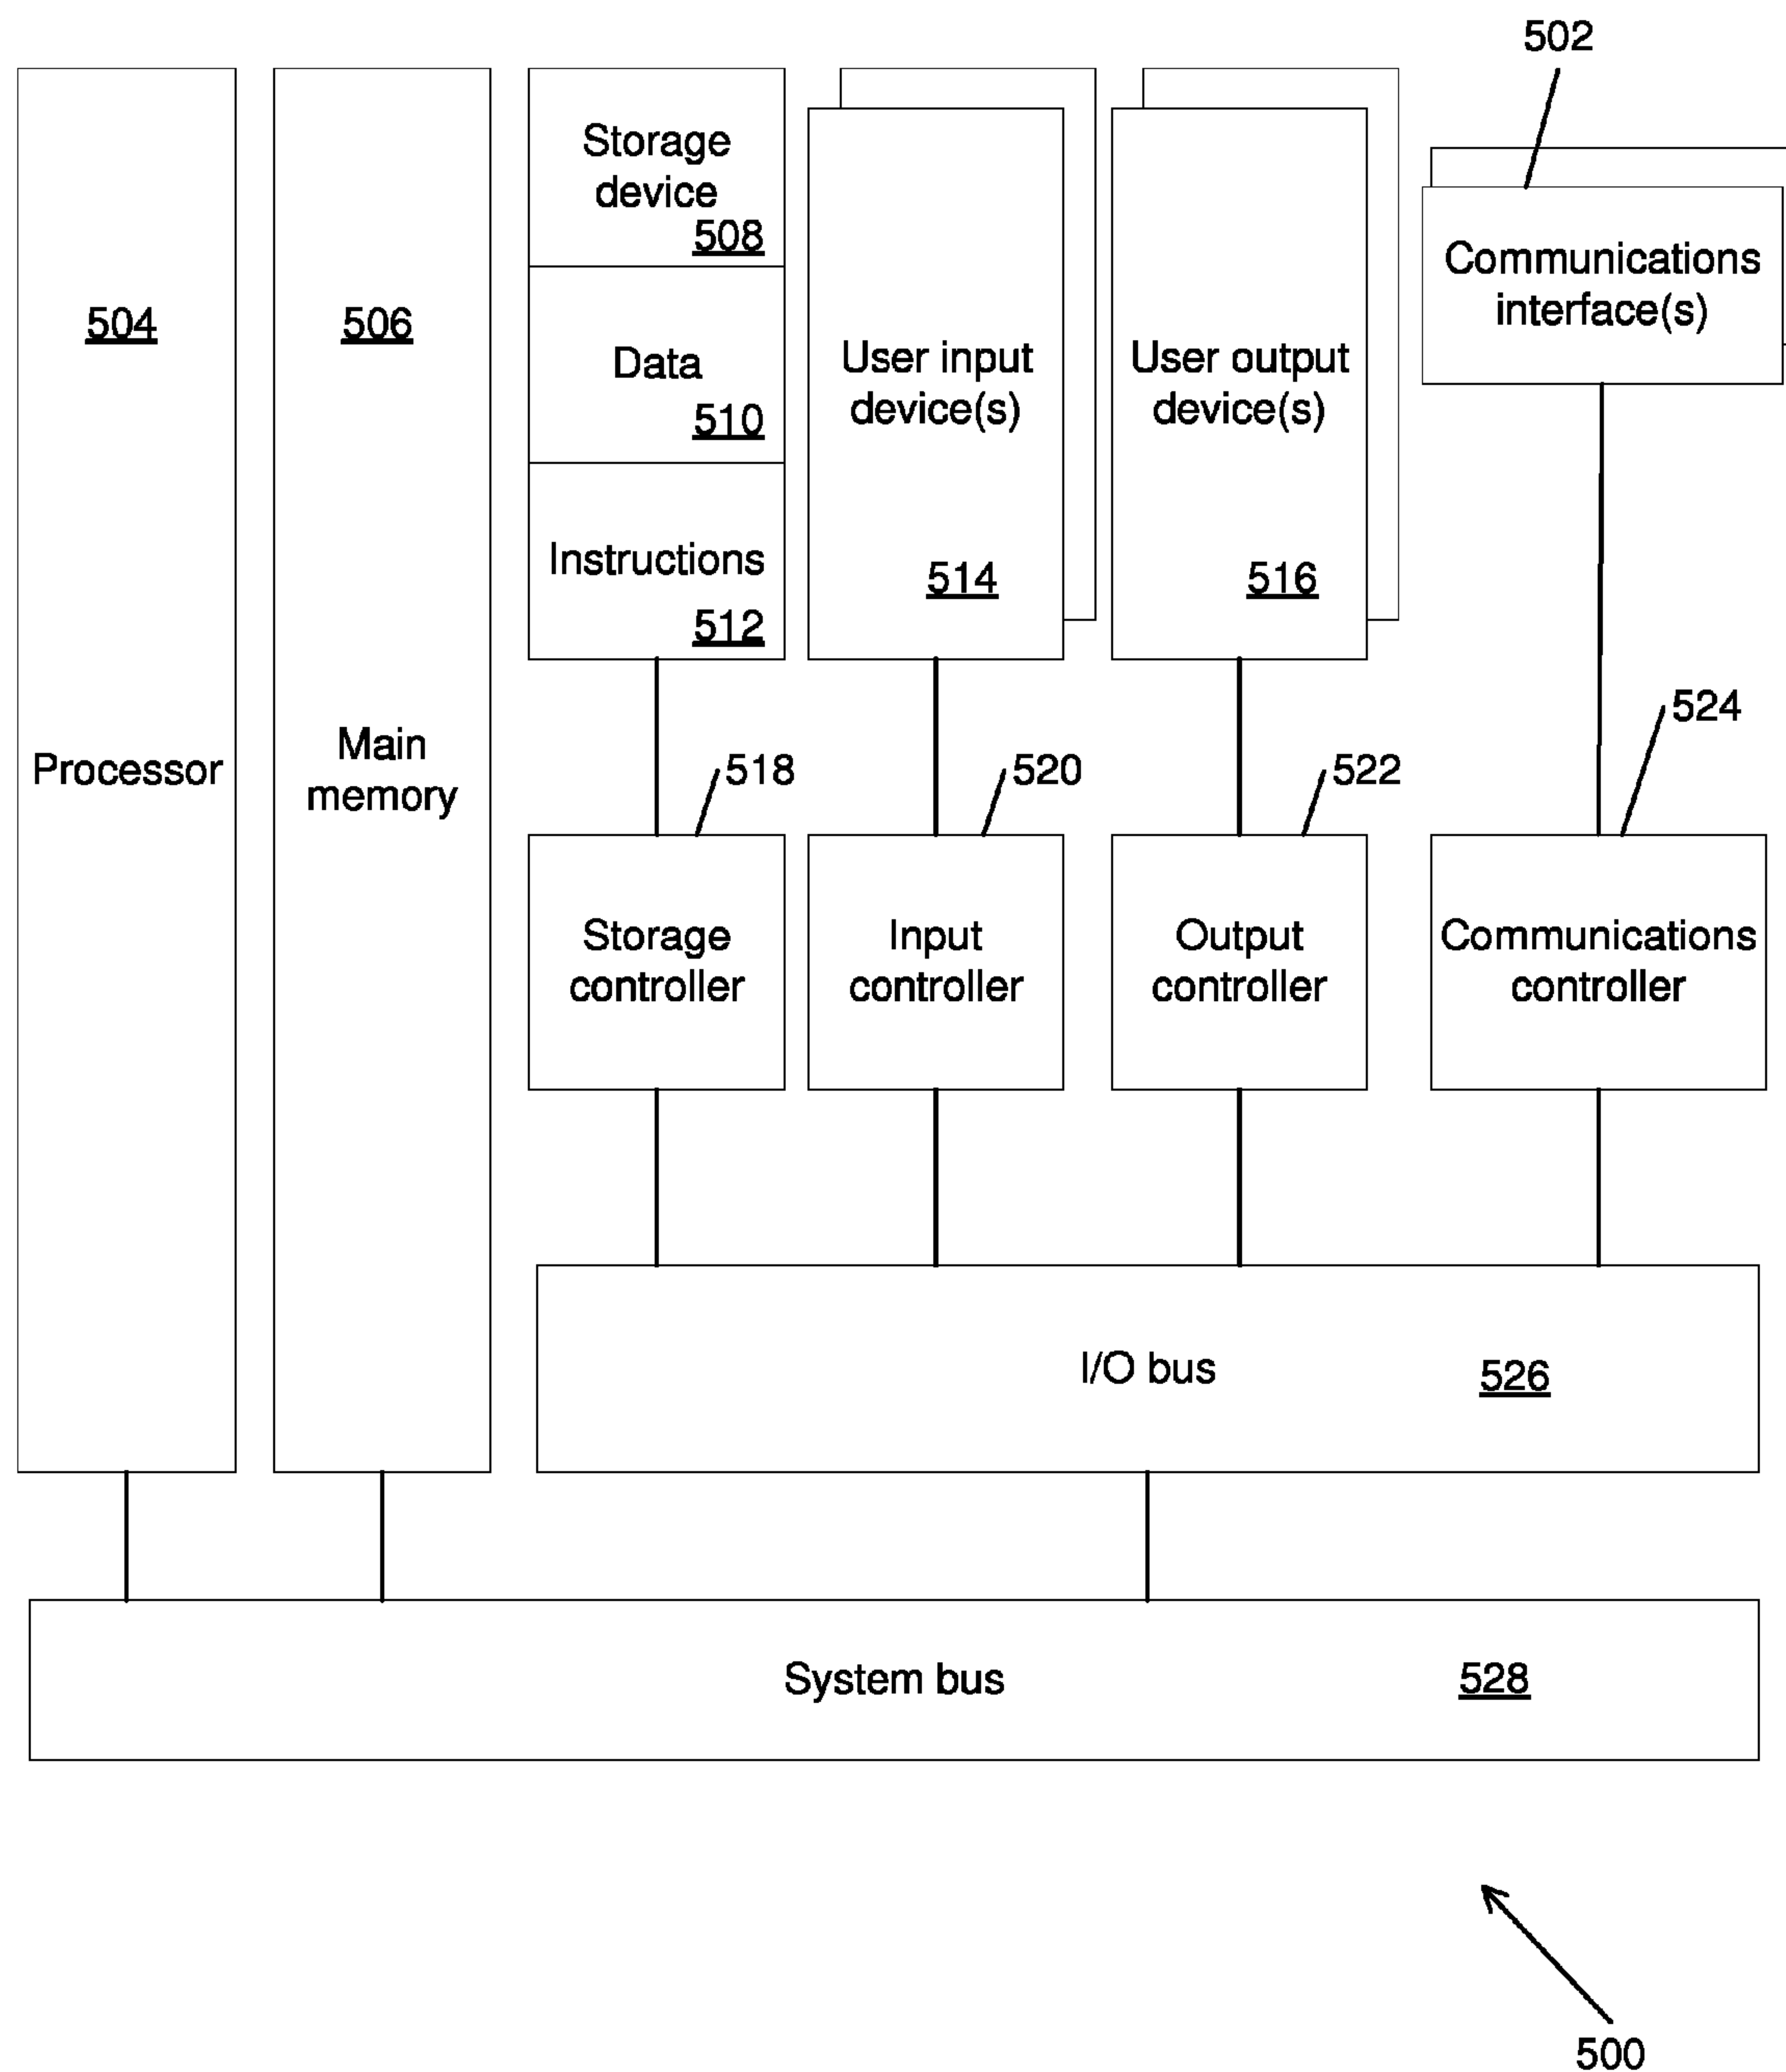 502
504
Processor
506
Main
memory
Storage
device
508
Data
510
Instructions
512
User input
device(s)
514
User output
device(s)
516
Communications
interface(s)
518
520
522
524
Storage
controller
Input
controller
Output
controller
Communications
controller
I/O bus
526
System bus
528
500